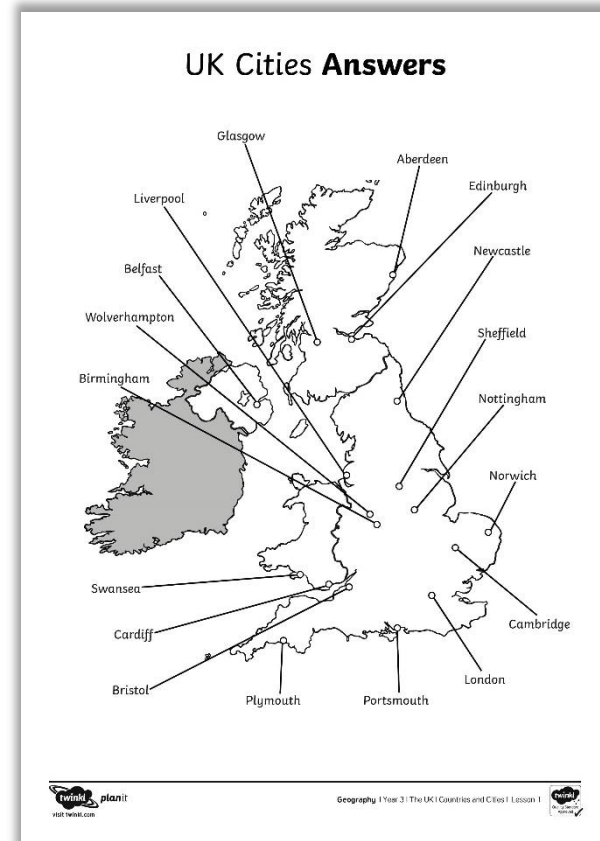 UK Cities Answers
Glasgow
Aberdeen
Edinburgh
Liverpool
Newcastle
Belfast
Wolverhampton
Sheffield
Birmingham
Nottingham
Norwich
Swansea
Cambridge
Cardiff
London
Bristol
Plymouth
Portsmouth
twinkl planit
visit twinkl.com
Geography | Year 3 | The UK | Countries and Cities | Lesson 1
twinkl